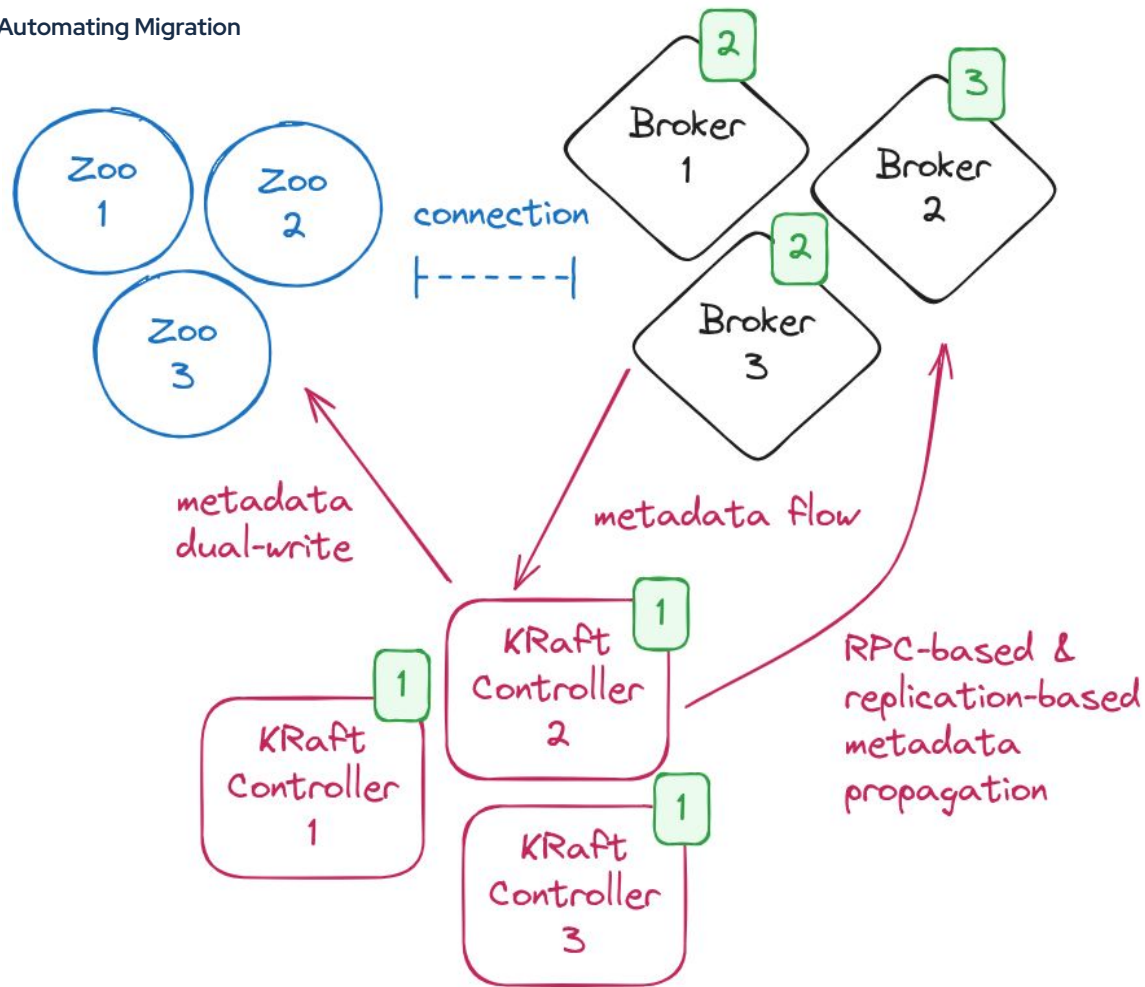 Automating Migration
2
3
Broker
1
Broker
2
Zoo
1
Zoo
2
connection
2
Broker
3
Zoo
3
metadata
dual-write
metadata flow
1
KRaft
Controller
2
RPC-based &
replication-based
metadata
propagation
1
KRaft
Controller
1
1
KRaft
Controller
3